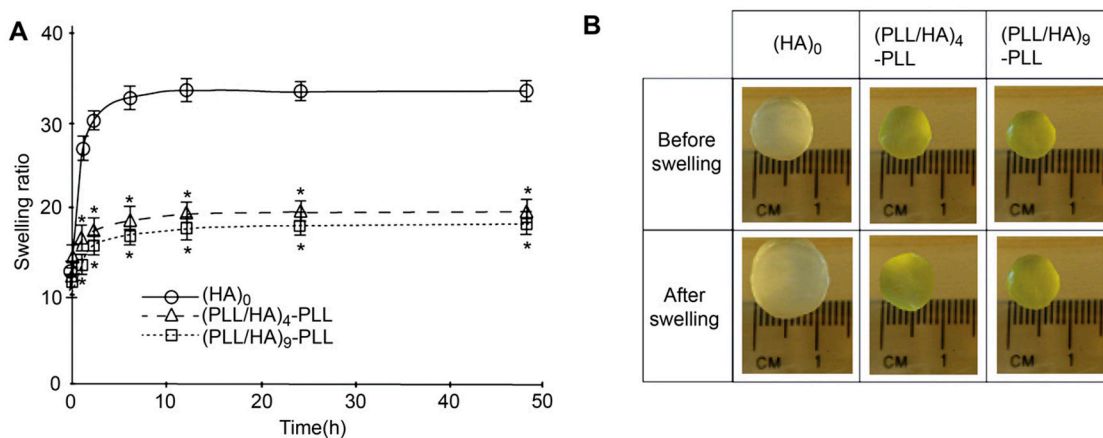 A
40
30
20
10
0
Swelling ratio
* * * * * *
* * * * * *
(HA)₀
(PLL/HA)₄-PLL
(PLL/HA)₉-PLL
0 10 20 30 40 50
Time(h)
B
(HA)₀
(PLL/HA)₄
-PLL
(PLL/HA)₉
-PLL
Before
swelling
CM 1
CM 1
CM 1
After
swelling
CM 1
CM 1
CM 1